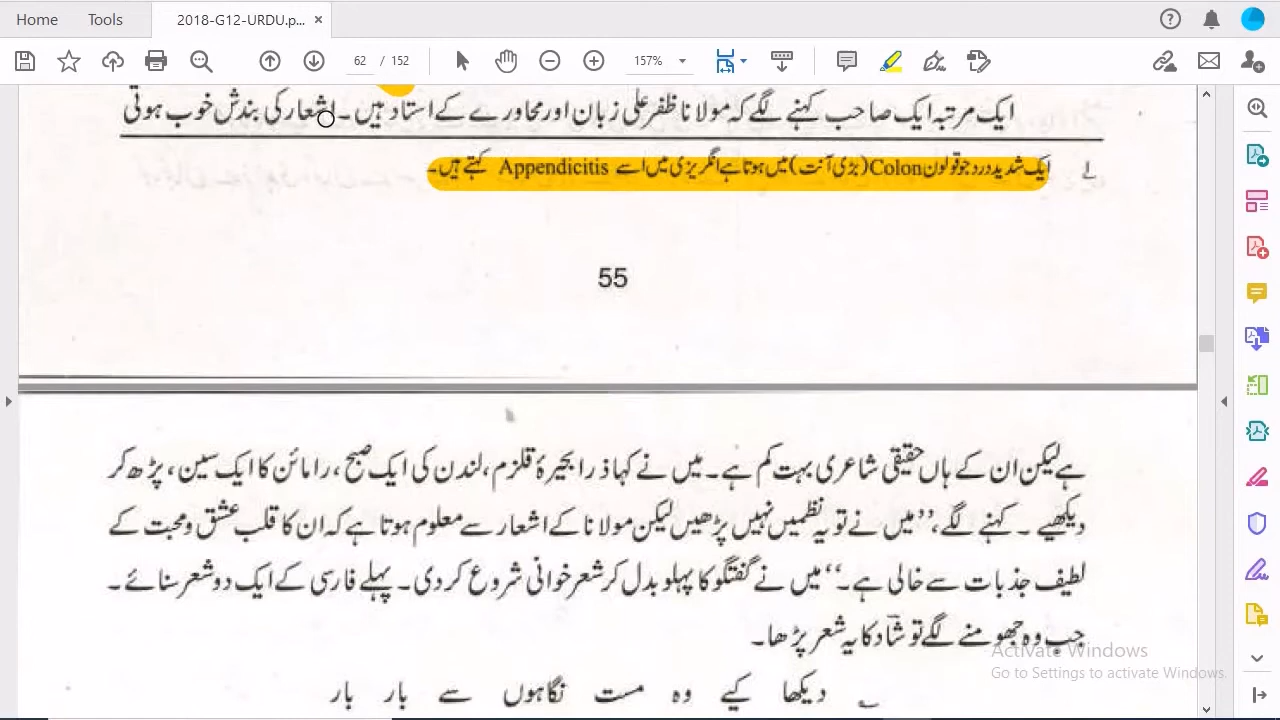 Home
Tools
2018-G12-URDU.p... ×
62 / 152
157%
ایک مرتبہ ایک صاحب کہنے لگے کہ مولانا ظفر علی زبان اور محاورے کے استاد ہیں۔ اشعار کی بندش خوب ہوتی
لے ایک شدید درد جو قولون Colon (بڑی آنت) میں ہوتا ہے انگریزی میں اسے Appendicitis کہتے ہیں۔
55
ہے لیکن ان کے ہاں حقیقی شاعری بہت کم ہے۔ میں نے کہا ذرا بحیرۂ قلزم، لندن کی ایک صبح، رامائن کا ایک سین، پڑھ کر
دیکھیے ۔ کہنے لگے، ”میں نے تو یہ نظمیں نہیں پڑھیں لیکن مولانا کے اشعار سے معلوم ہوتا ہے کہ ان کا قلب عشق و محبت کے
لطیف جذبات سے خالی ہے۔“ میں نے گفتگو کا پہلو بدل کر شعر خوانی شروع کر دی۔ پہلے فارسی کے ایک دو شعر سنائے۔
جب وہ جھومنے لگے تو شاؔد کا یہ شعر پڑھا۔
؎ دیکھا کیے وہ مست نگاہوں سے بار بار
Activate Windows
Go to Settings to activate Windows.